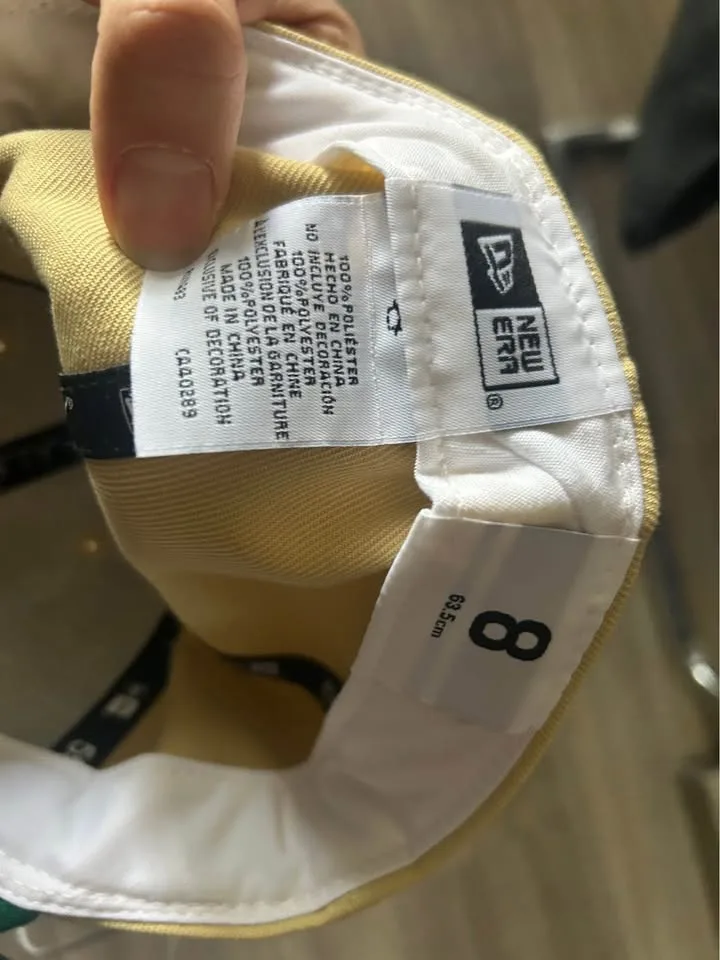 NEW
ERA
®
100%POLIÉSTER
HECHO EN CHINA
NO INCLUYE DECORACIÓN
100%POLYESTER
FABRIQUÉ EN CHINE
A L'EXCLUSION DE LA GARNITURE
100%POLYESTER
MADE IN CHINA
EXCLUSIVE OF DECORATION
CA40289
8
63.5cm